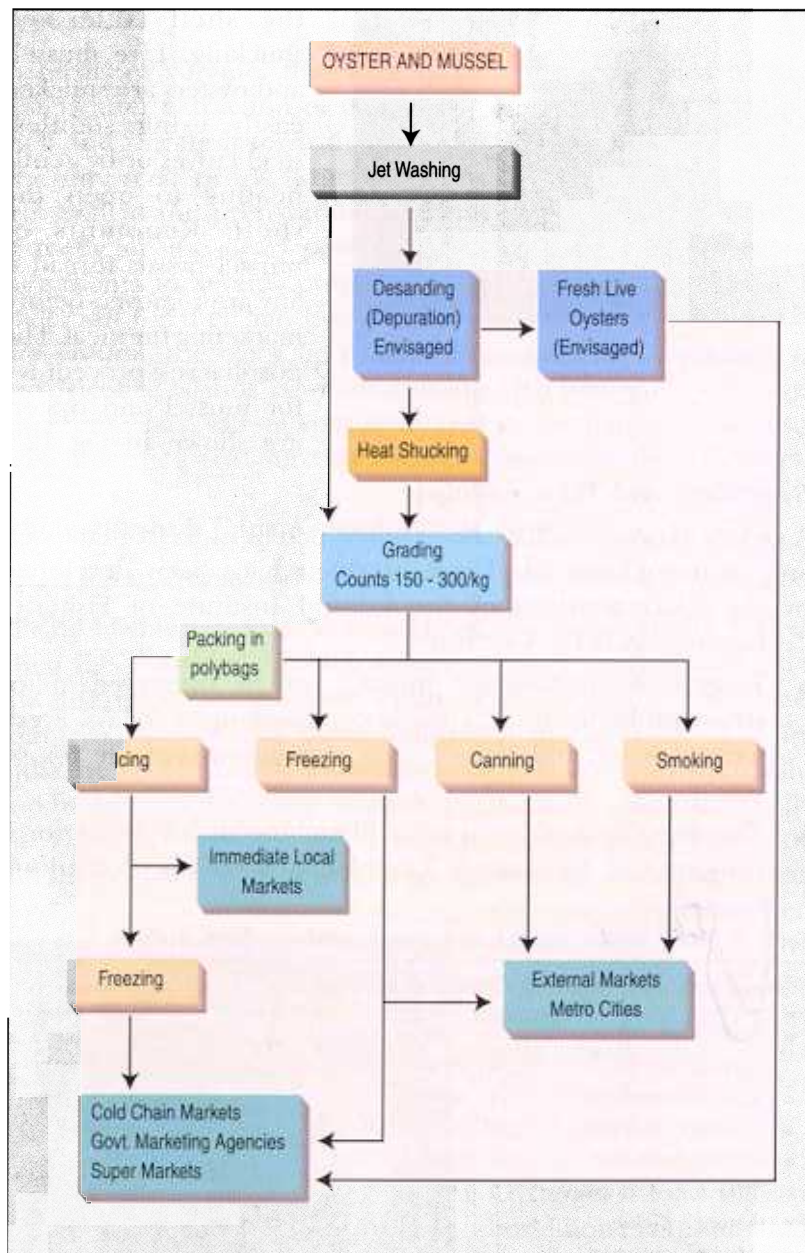 OYSTER AND MUSSEL
Jet Washing
Desanding
(Depuration)
Envisaged
Fresh Live
Oysters
(Envisaged)
Heat Shucking
Grading
Counts 150 - 300/kg
Packing in
polybags
Icing
Freezing
Canning
Smoking
Immediate Local
Markets
Freezing
External Markets
Metro Cities
Cold Chain Markets
Govt. Marketing Agencies
Super Markets